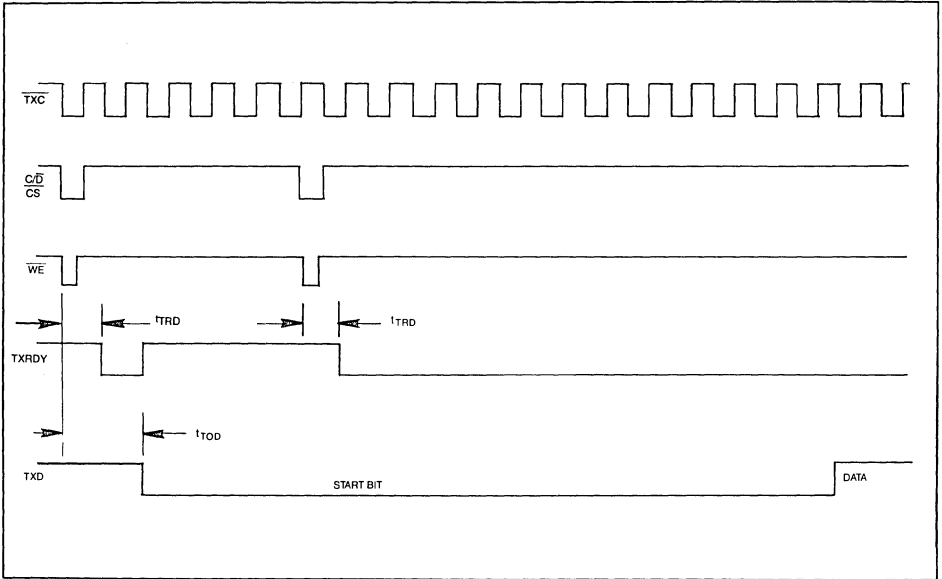 TXC
C/D
CS
WE
tTRD
tTRD
TXRDY
tTOD
TXD
START BIT
DATA